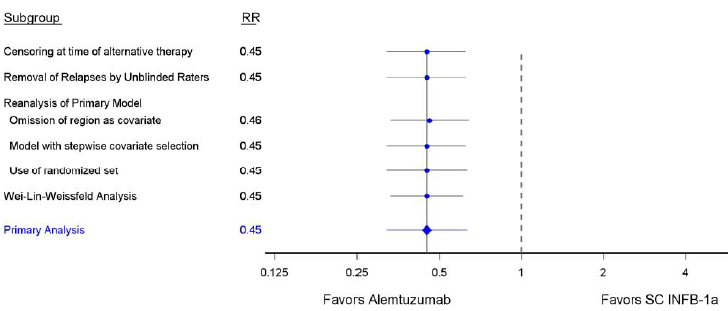 Subgroup RR
Censoring at time of alternative therapy 0.45
Removal of Relapses by Unblinded Raters 0.45
Reanalysis of Primary Model
Omission of region as covariate 0.46
Model with stepwise covariate selection 0.45
Use of randomized set 0.45
Wei-Lin-Weissfeld Analysis 0.45
Primary Analysis 0.45
0.125 0.25 0.5 1 2 4
Favors Alemtuzumab Favors SC INFB-1a